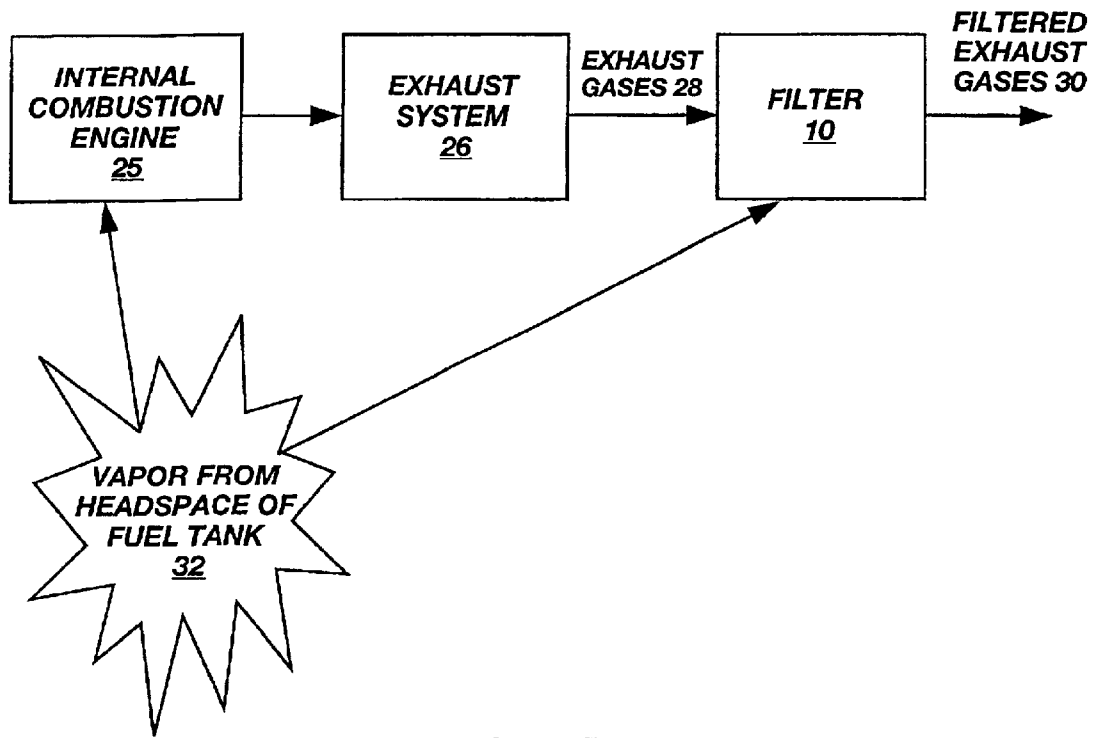 INTERNAL
COMBUSTION
ENGINE
25
EXHAUST
SYSTEM
26
EXHAUST
GASES 28
FILTER
10
FILTERED
EXHAUST
GASES 30
VAPOR FROM
HEADSPACE OF
FUEL TANK
32